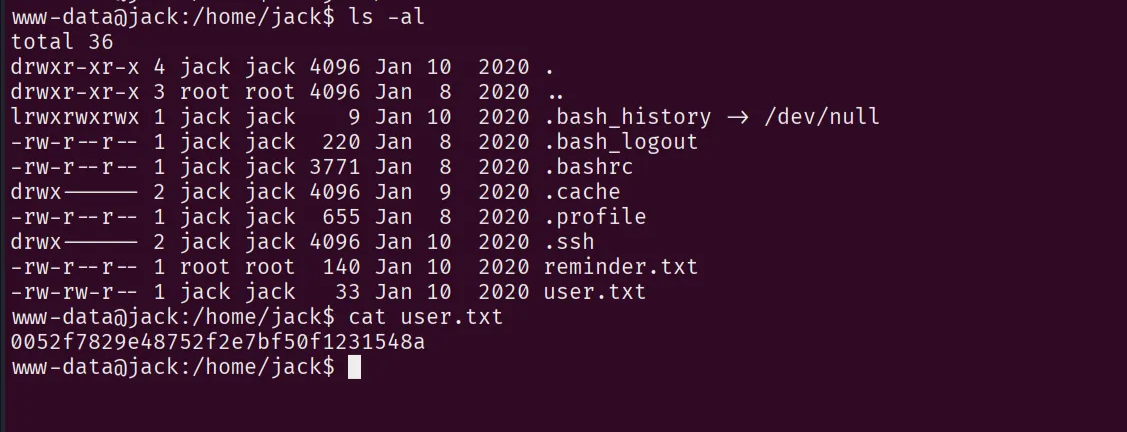 www-data@jack:/home/jack$ ls -al
total 36
drwxr-xr-x 4 jack jack 4096 Jan 10  2020 .
drwxr-xr-x 3 root root 4096 Jan  8  2020 ..
lrwxrwxrwx 1 jack jack    9 Jan 10  2020 .bash_history -> /dev/null
-rw-r--r-- 1 jack jack  220 Jan  8  2020 .bash_logout
-rw-r--r-- 1 jack jack 3771 Jan  8  2020 .bashrc
drwx------ 2 jack jack 4096 Jan  9  2020 .cache
-rw-r--r-- 1 jack jack  655 Jan  8  2020 .profile
drwx------ 2 jack jack 4096 Jan 10  2020 .ssh
-rw-r--r-- 1 root root  140 Jan 10  2020 reminder.txt
-rw-rw-r-- 1 jack jack   33 Jan 10  2020 user.txt
www-data@jack:/home/jack$ cat user.txt
0052f7829e48752f2e7bf50f1231548a
www-data@jack:/home/jack$